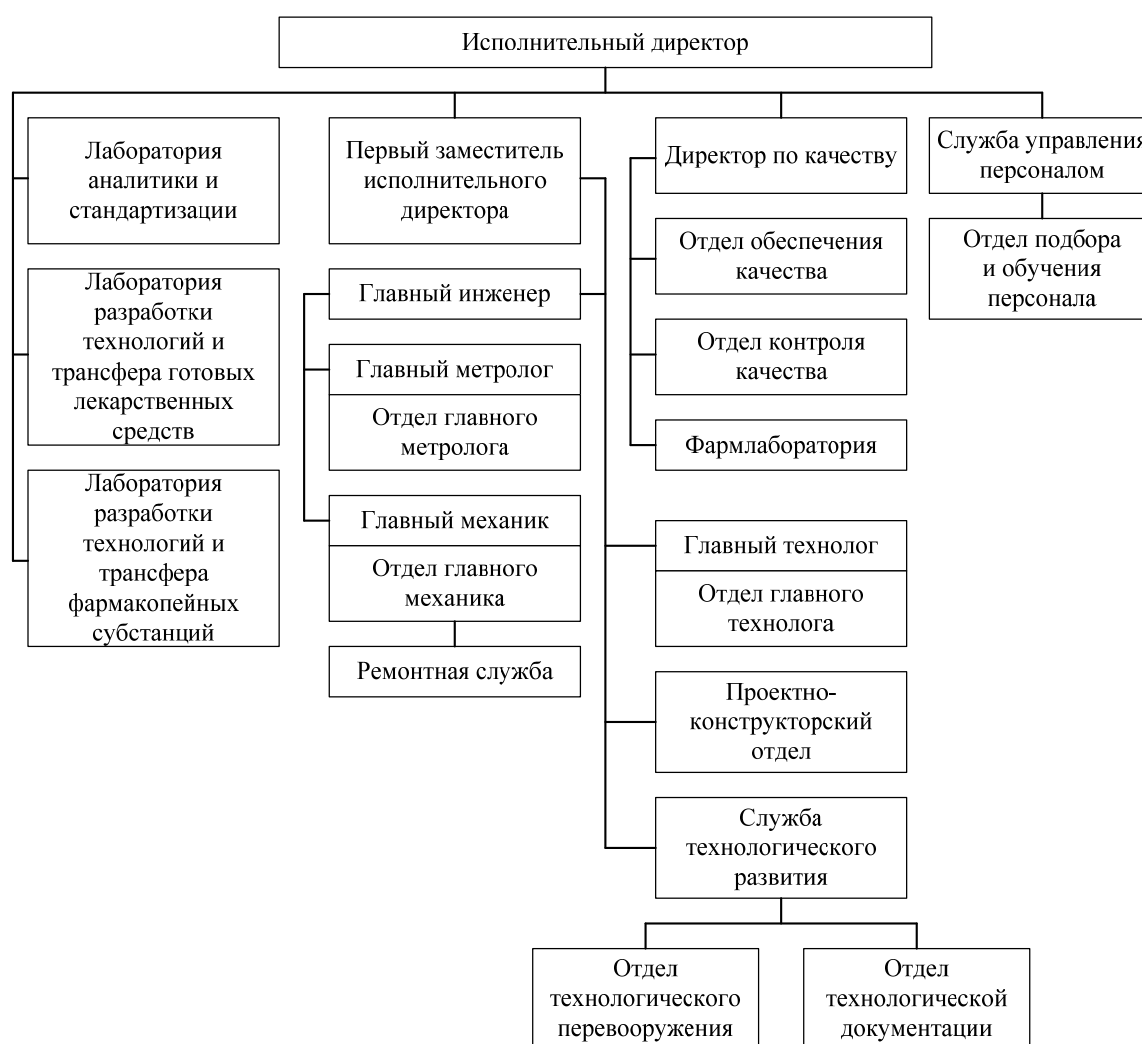 Исполнительный директор
Лаборатория
аналитики и
стандартизации
Лаборатория
разработки
технологий и
трансфера готовых
лекарственных
средств
Лаборатория
разработки
технологий и
трансфера
фармакопейных
субстанций
Первый заместитель
исполнительного
директора
Главный инженер
Главный метролог
Отдел главного
метролога
Главный механик
Отдел главного
механика
Ремонтная служба
Директор по качеству
Отдел обеспечения
качества
Отдел контроля
качества
Фармлаборатория
Главный технолог
Отдел главного
технолога
Проектно-
конструкторский
отдел
Служба
технологического
развития
Отдел
технологического
перевооружения
Отдел
технологической
документации
Служба управления
персоналом
Отдел подбора
и обучения
персонала